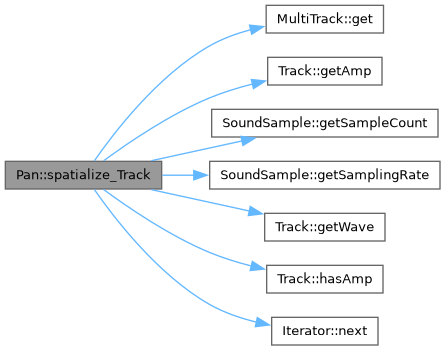 MultiTrack::get
Track::getAmp
SoundSample::getSampleCount
Pan::spatialize_Track
SoundSample::getSamplingRate
Track::getWave
Track::hasAmp
Iterator::next